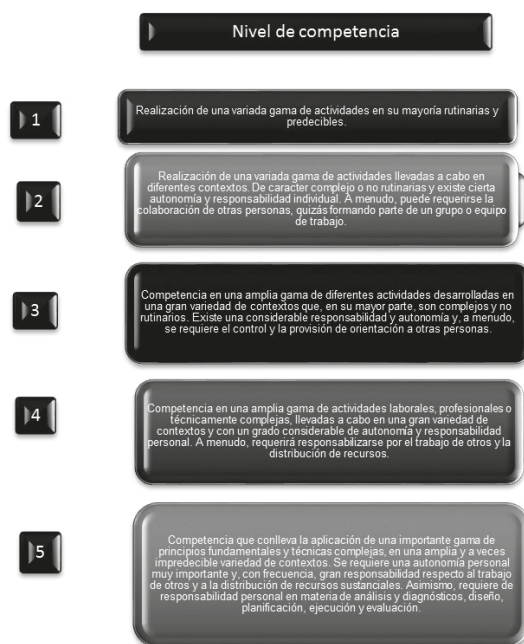 Nivel de competencia
1
Realización de una variada gama de actividades en su mayoría rutinarias y
predecibles.
2
Realización de una variada gama de actividades llevadas a cabo en
diferentes contextos. De caracter complejo o no rutinarias y existe cierta
autonomía y responsabilidad individual. A menudo, puede requerirse la
colaboración de otras personas, quizás formando parte de un grupo o equipo
de trabajo.
3
Competencia en una amplia gama de diferentes actividades desarrolladas en
una gran variedad de contextos que, en su mayor parte, son complejos y no
rutinarios. Existe una considerable responsabilidad y autonomía y, a menudo,
se requiere el control y la provisión de orientación a otras personas.
4
Competencia en una amplia gama de actividades laborales, profesionales o
técnicamente complejas, llevadas a cabo en una gran variedad de
contextos y con un grado considerable de autonomía y responsabilidad
personal. A menudo, requerirá responsabilizarse por el trabajo de otros y la
distribución de recursos.
5
Competencia que conlleva la aplicación de una importante gama de
principios fundamentales y técnicas complejas, en una amplia y a veces
impredecible variedad de contextos. Se requiere una autonomía personal
muy importante y, con frecuencia, gran responsabilidad respecto al trabajo
de otros y a la distribución de recursos sustanciales. Asimismo, requiere de
responsabilidad personal en materia de análisis y diagnósticos, diseño,
planificación, ejecución y evaluación.